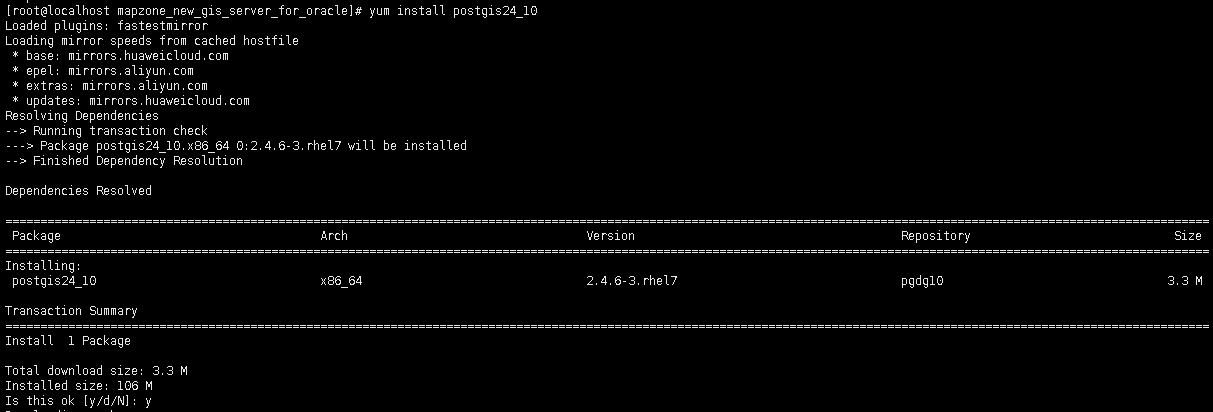 [root@localhost mapzone_new_gis_server_for_oracle]# yum install postgis24_10
Loaded plugins: fastestmirror
Loading mirror speeds from cached hostfile
 * base: mirrors.huaweicloud.com
 * epel: mirrors.aliyun.com
 * extras: mirrors.aliyun.com
 * updates: mirrors.huaweicloud.com
Resolving Dependencies
--> Running transaction check
---> Package postgis24_10.x86_64 0:2.4.6-3.rhel7 will be installed
--> Finished Dependency Resolution
Dependencies Resolved
Package Arch Version Repository Size
Installing:
postgis24_10 x86_64 2.4.6-3.rhel7 pgdg10 3.3 M
Transaction Summary
Install 1 Package
Total download size: 3.3 M
Installed size: 106 M
Is this ok [y/d/N]: y